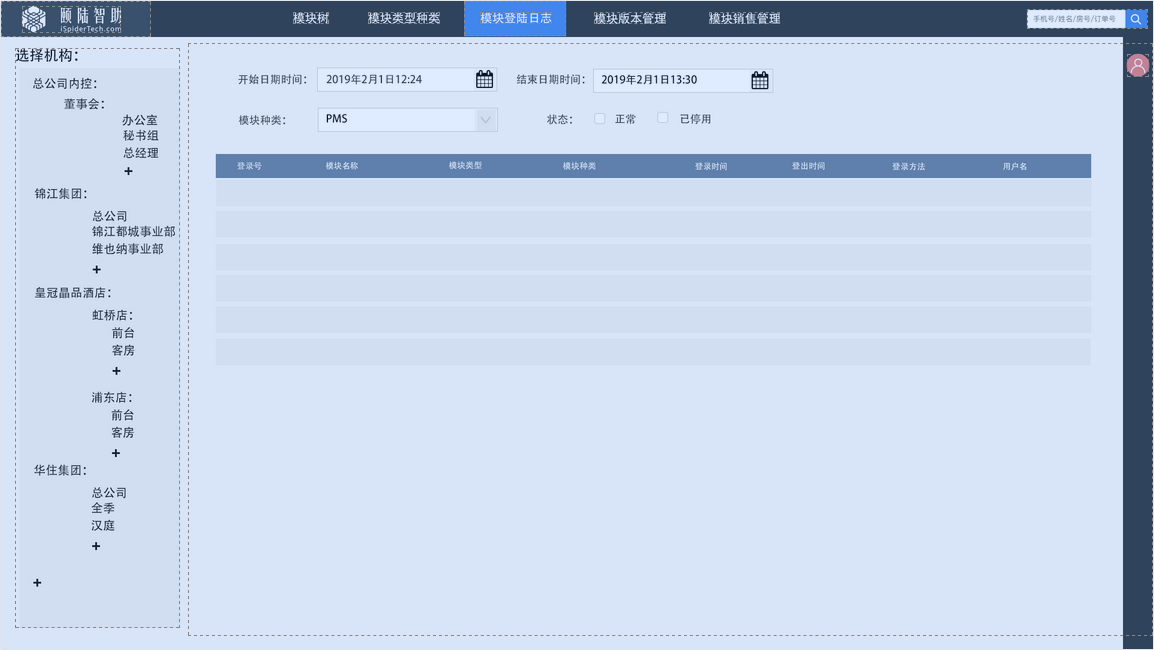 顾陆智助
iSpiderTech.com
模块树 模块类型种类 模块登陆日志 模块版本管理 模块销售管理
手机号/姓名/房号/订单号
选择机构：
总公司内控：
董事会：
办公室
秘书组
总经理
+
锦江集团：
总公司
锦江都城事业部
维也纳事业部
+
皇冠晶品酒店：
虹桥店：
前台
客房
+
浦东店：
前台
客房
+
华住集团：
总公司
全季
汉庭
+
+
开始日期时间： 2019年2月1日12:24 结束日期时间： 2019年2月1日13:30
模块种类： PMS 状态： 正常 已停用
登录号 模块名称 模块类型 模块种类 登录时间 登出时间 登录方法 用户名